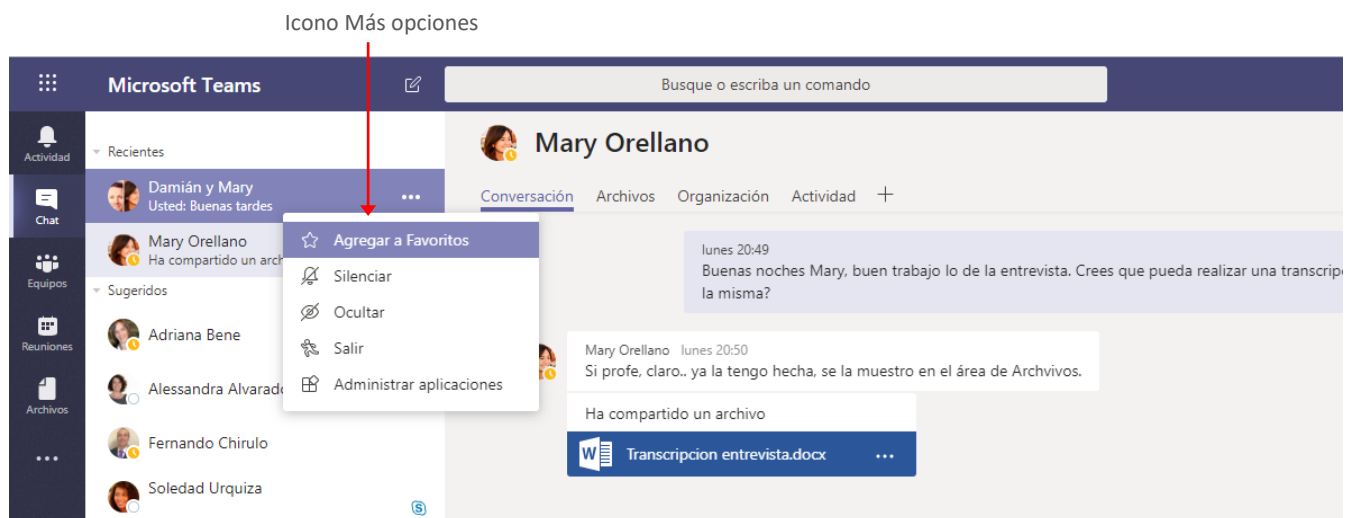 Icono Más opciones
Microsoft Teams
Busque o escriba un comando
Actividad
Chat
Equipos
Reuniones
Archivos
Recientes
Damián y Mary
Usted: Buenas tardes
Mary Orellano
Ha compartido un
Sugeridos
Adriana Bene
Alessandra
Fernando Chirulo
Soledad Urquiza
Agregar a Favoritos
Silenciar
Ocultar
Salir
Administrar aplicaciones
Mary Orellano
Conversación Archivos Organización Actividad
lunes 20:49
Buenas noches Mary, buen trabajo lo de la entrevista. Crees que pueda realizar una
la misma?
Mary Orellano lunes 20:50
Si profe, claro.. ya la tengo hecha, se la muestro en el área de Archvivos.
Ha compartido un archivo
Transcripcion entrevista.docx